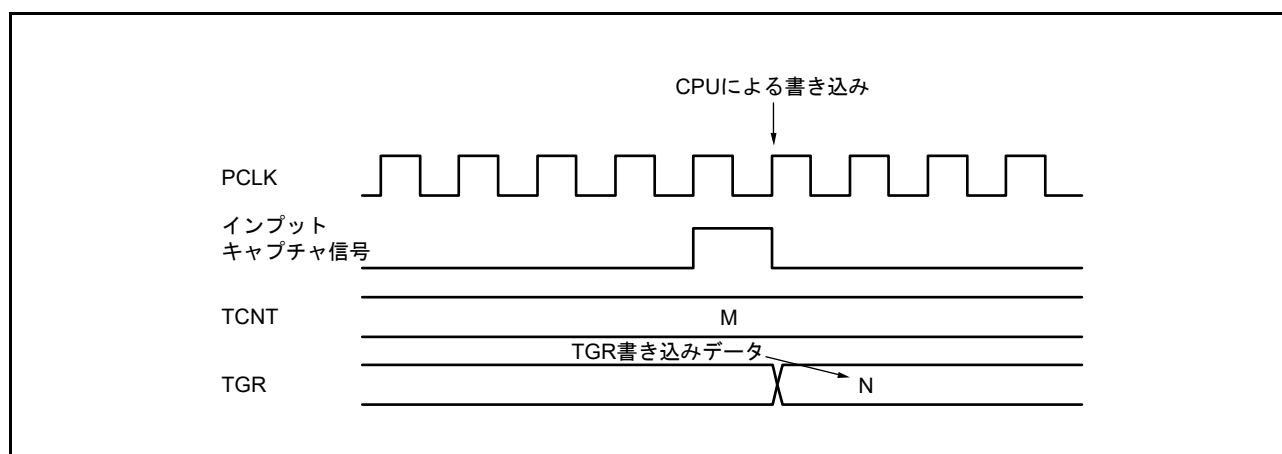 CPUによる書き込み
PCLK
インプット
キャプチャ信号
TCNT
M
TGR書き込みデータ
TGR
N